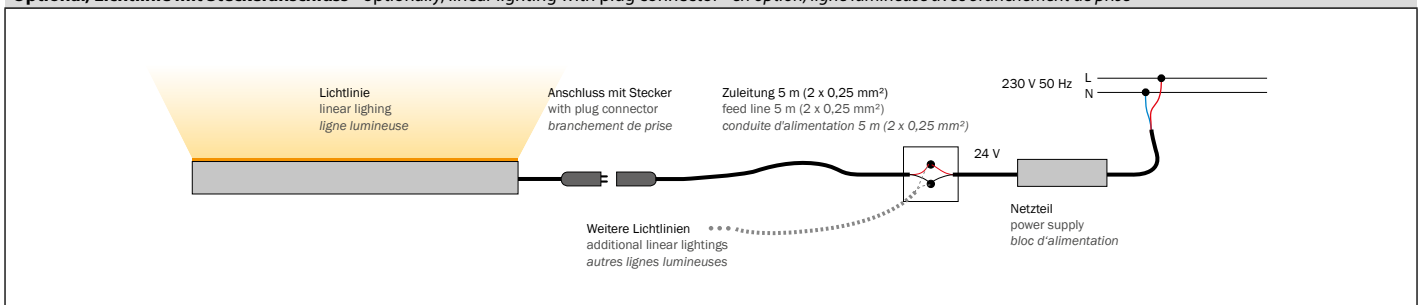 Optional, Lichtlinie mit Steckeranschluss - Optionally, linear lighting with plug connector - en option, ligne lumineuse avec branchement de prise
Lichtlinie
linear lighing
ligne lumineuse
Anschluss mit Stecker
with plug connector
branchement de prise
Zuleitung 5 m (2 x 0,25 mm²)
feed line 5 m (2 x 0,25 mm²)
conduite d'alimentation 5 m (2 x 0,25 mm²)
230 V 50 Hz
L
N
24 V
Netzteil
power supply
bloc d'alimentation
Weitere Lichtlinien
additional linear lightings
autres lignes lumineuses